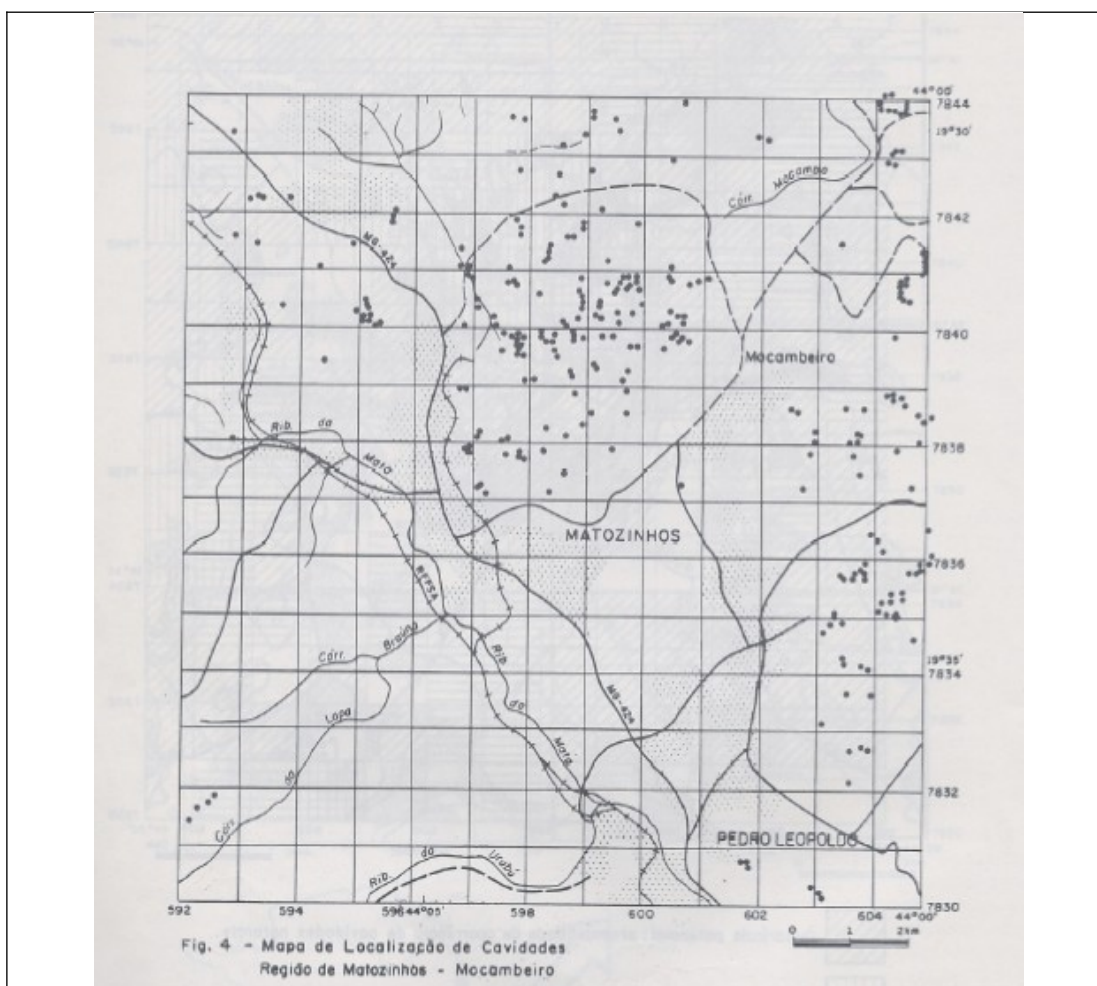 44°00'
7844
19°30'
Córr. Mocambo
7842
MG-424
7840
Mocambeiro
Rib. da Mata
7838
MATOZINHOS
7836
RFFSA
Córr. Braúna
Rib. da Mata
19°35'
7834
MG-424
Córr. da Lapa
7832
PEDRO LEOPOLDO
Rib. do Urubú
7830
592
594
596
44°05'
598
600
602
604
44°00'
0 1 2km
Fig. 4 - Mapa de Localização de Cavidades
Região de Matozinhos - Mocambeiro